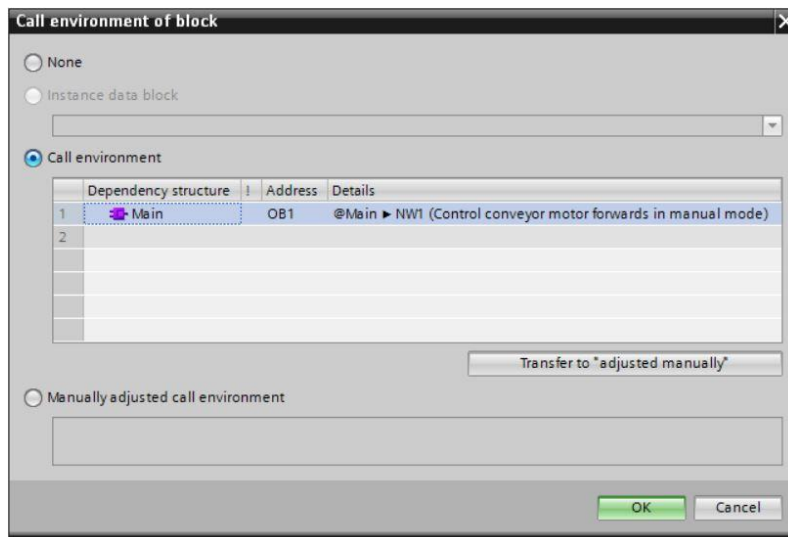 Call environment of block
None
Instance data block
Call environment
Dependency structure ! Address Details
1 Main OB1 @Main ▶ NW1 (Control conveyor motor forwards in manual mode)
2
Transfer to "adjusted manually"
Manually adjusted call environment
OK Cancel